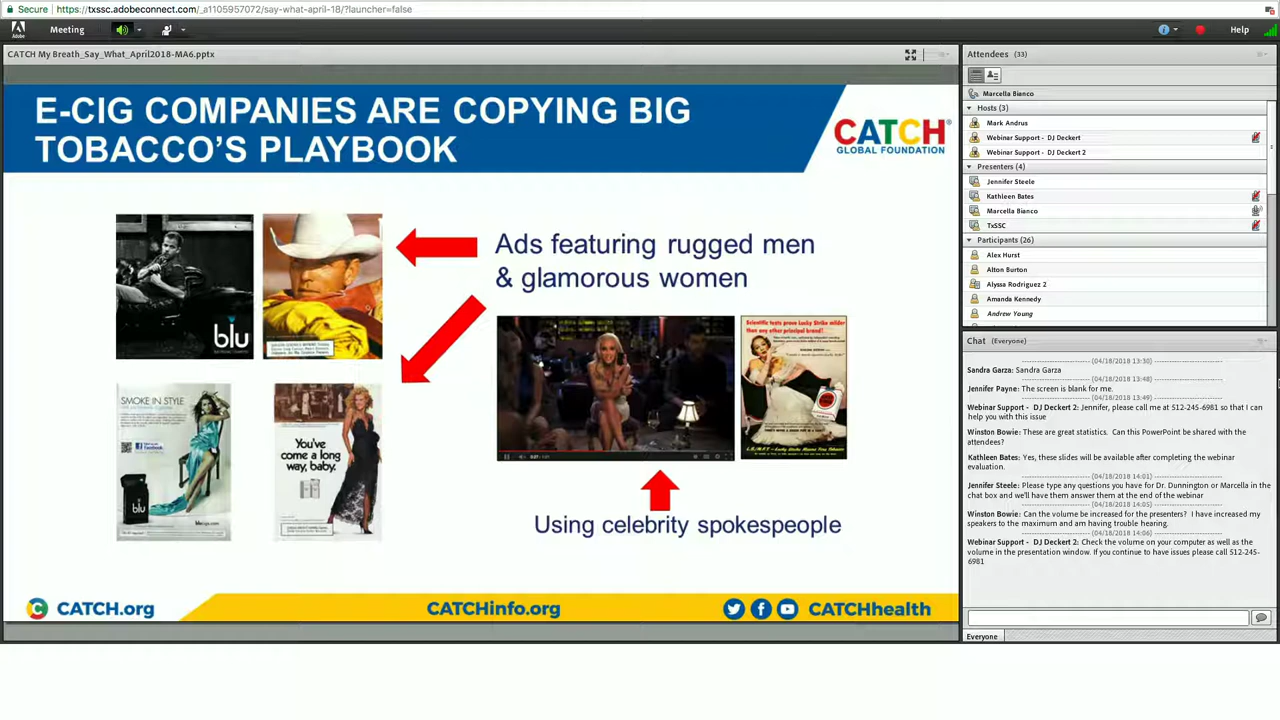 Secure
https://txssc.adobeconnect.com/_a1105957072/say-what-april-18/?launcher=false
Adobe
Meeting
Help
CATCH My Breath_Say_What_April2018-MA6.pptx
E-CIG COMPANIES ARE COPYING BIG
TOBACCO'S PLAYBOOK
CATCH®
GLOBAL FOUNDATION
blu
Ads featuring rugged men
& glamorous women
SMOKE IN STYLE
blu
You've
come a long
way, baby.
Scientific tests prove Lucky Strike milder
than any other principal brand!
Using celebrity spokespeople
CATCH.org
CATCHinfo.org
CATCHhealth
Attendees (33)
Marcella Bianco
Hosts (3)
Mark Andrus
Webinar Support - DJ Deckert
Webinar Support - DJ Deckert 2
Presenters (4)
Jennifer Steele
Kathleen Bates
Marcella Bianco
TxSSC
Participants (26)
Alex Hurst
Alton Burton
Alyssa Rodriguez 2
Amanda Kennedy
Andrew Young
Chat (Everyone)
(04/18/2018 13:30)
Sandra Garza: Sandra Garza
(04/18/2018 13:48)
Jennifer Payne: The screen is blank for me.
(04/18/2018 13:49)
Webinar Support - DJ Deckert 2: Jennifer, please call me at 512-245-6981 so that I can
help you with this issue
Winston Bowie: These are great statistics. Can this PowerPoint be shared with the
attendees?
Kathleen Bates: Yes, these slides will be available after completing the webinar
evaluation.
(04/18/2018 14:01)
Jennifer Steele: Please type any questions you have for Dr. Dunnington or Marcella in the
chat box and we'll have them answer them at the end of the webinar
(04/18/2018 14:05)
Winston Bowie: Can the volume be increased for the presenters? I have increased my
speakers to the maximum and am having trouble hearing.
(04/18/2018 14:06)
Webinar Support - DJ Deckert 2: Check the volume on your computer as well as the
volume in the presentation window. If you continue to have issues please call 512-245-
6981
Everyone